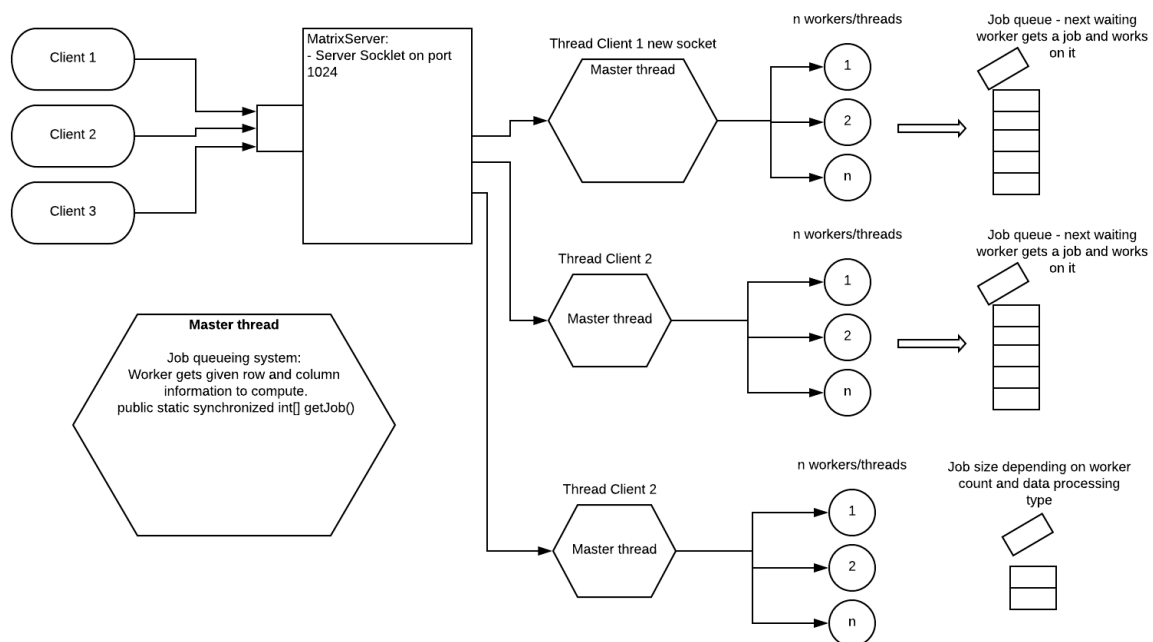 Client 1
Client 2
Client 3
MatrixServer:
- Server Socklet on port
1024
Thread Client 1 new socket
Master thread
n workers/threads
1
2
n
Job queue - next waiting
worker gets a job and works
on it
Thread Client 2
Master thread
n workers/threads
1
2
n
Job queue - next waiting
worker gets a job and works
on it
Master thread
Job queueing system:
Worker gets given row and column
information to compute.
public static synchronized int[] getJob()
Thread Client 2
Master thread
n workers/threads
1
2
n
Job size depending on worker
count and data processing
type